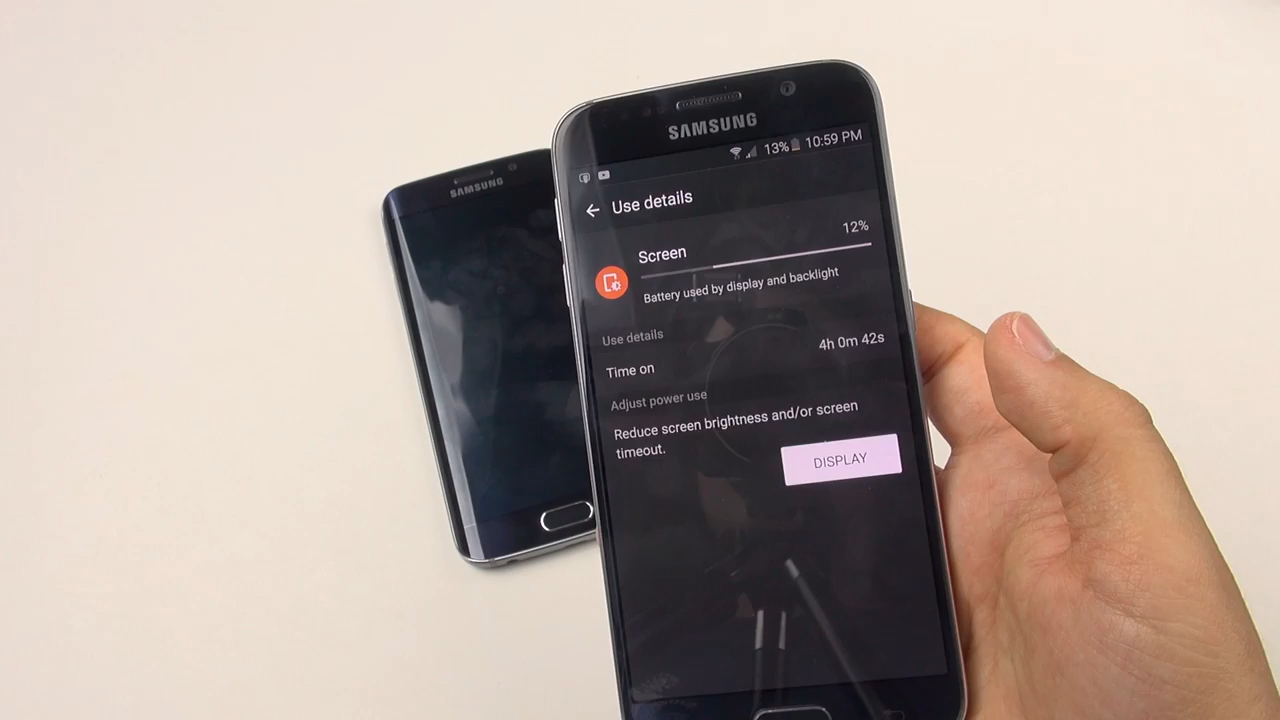 SAMSUNG
SAMSUNG
13% 10:59 PM
Use details
12%
Screen
Battery used by display and backlight
Use details
4h 0m 42s
Time on
Adjust power use
Reduce screen brightness and/or screen
timeout.
DISPLAY